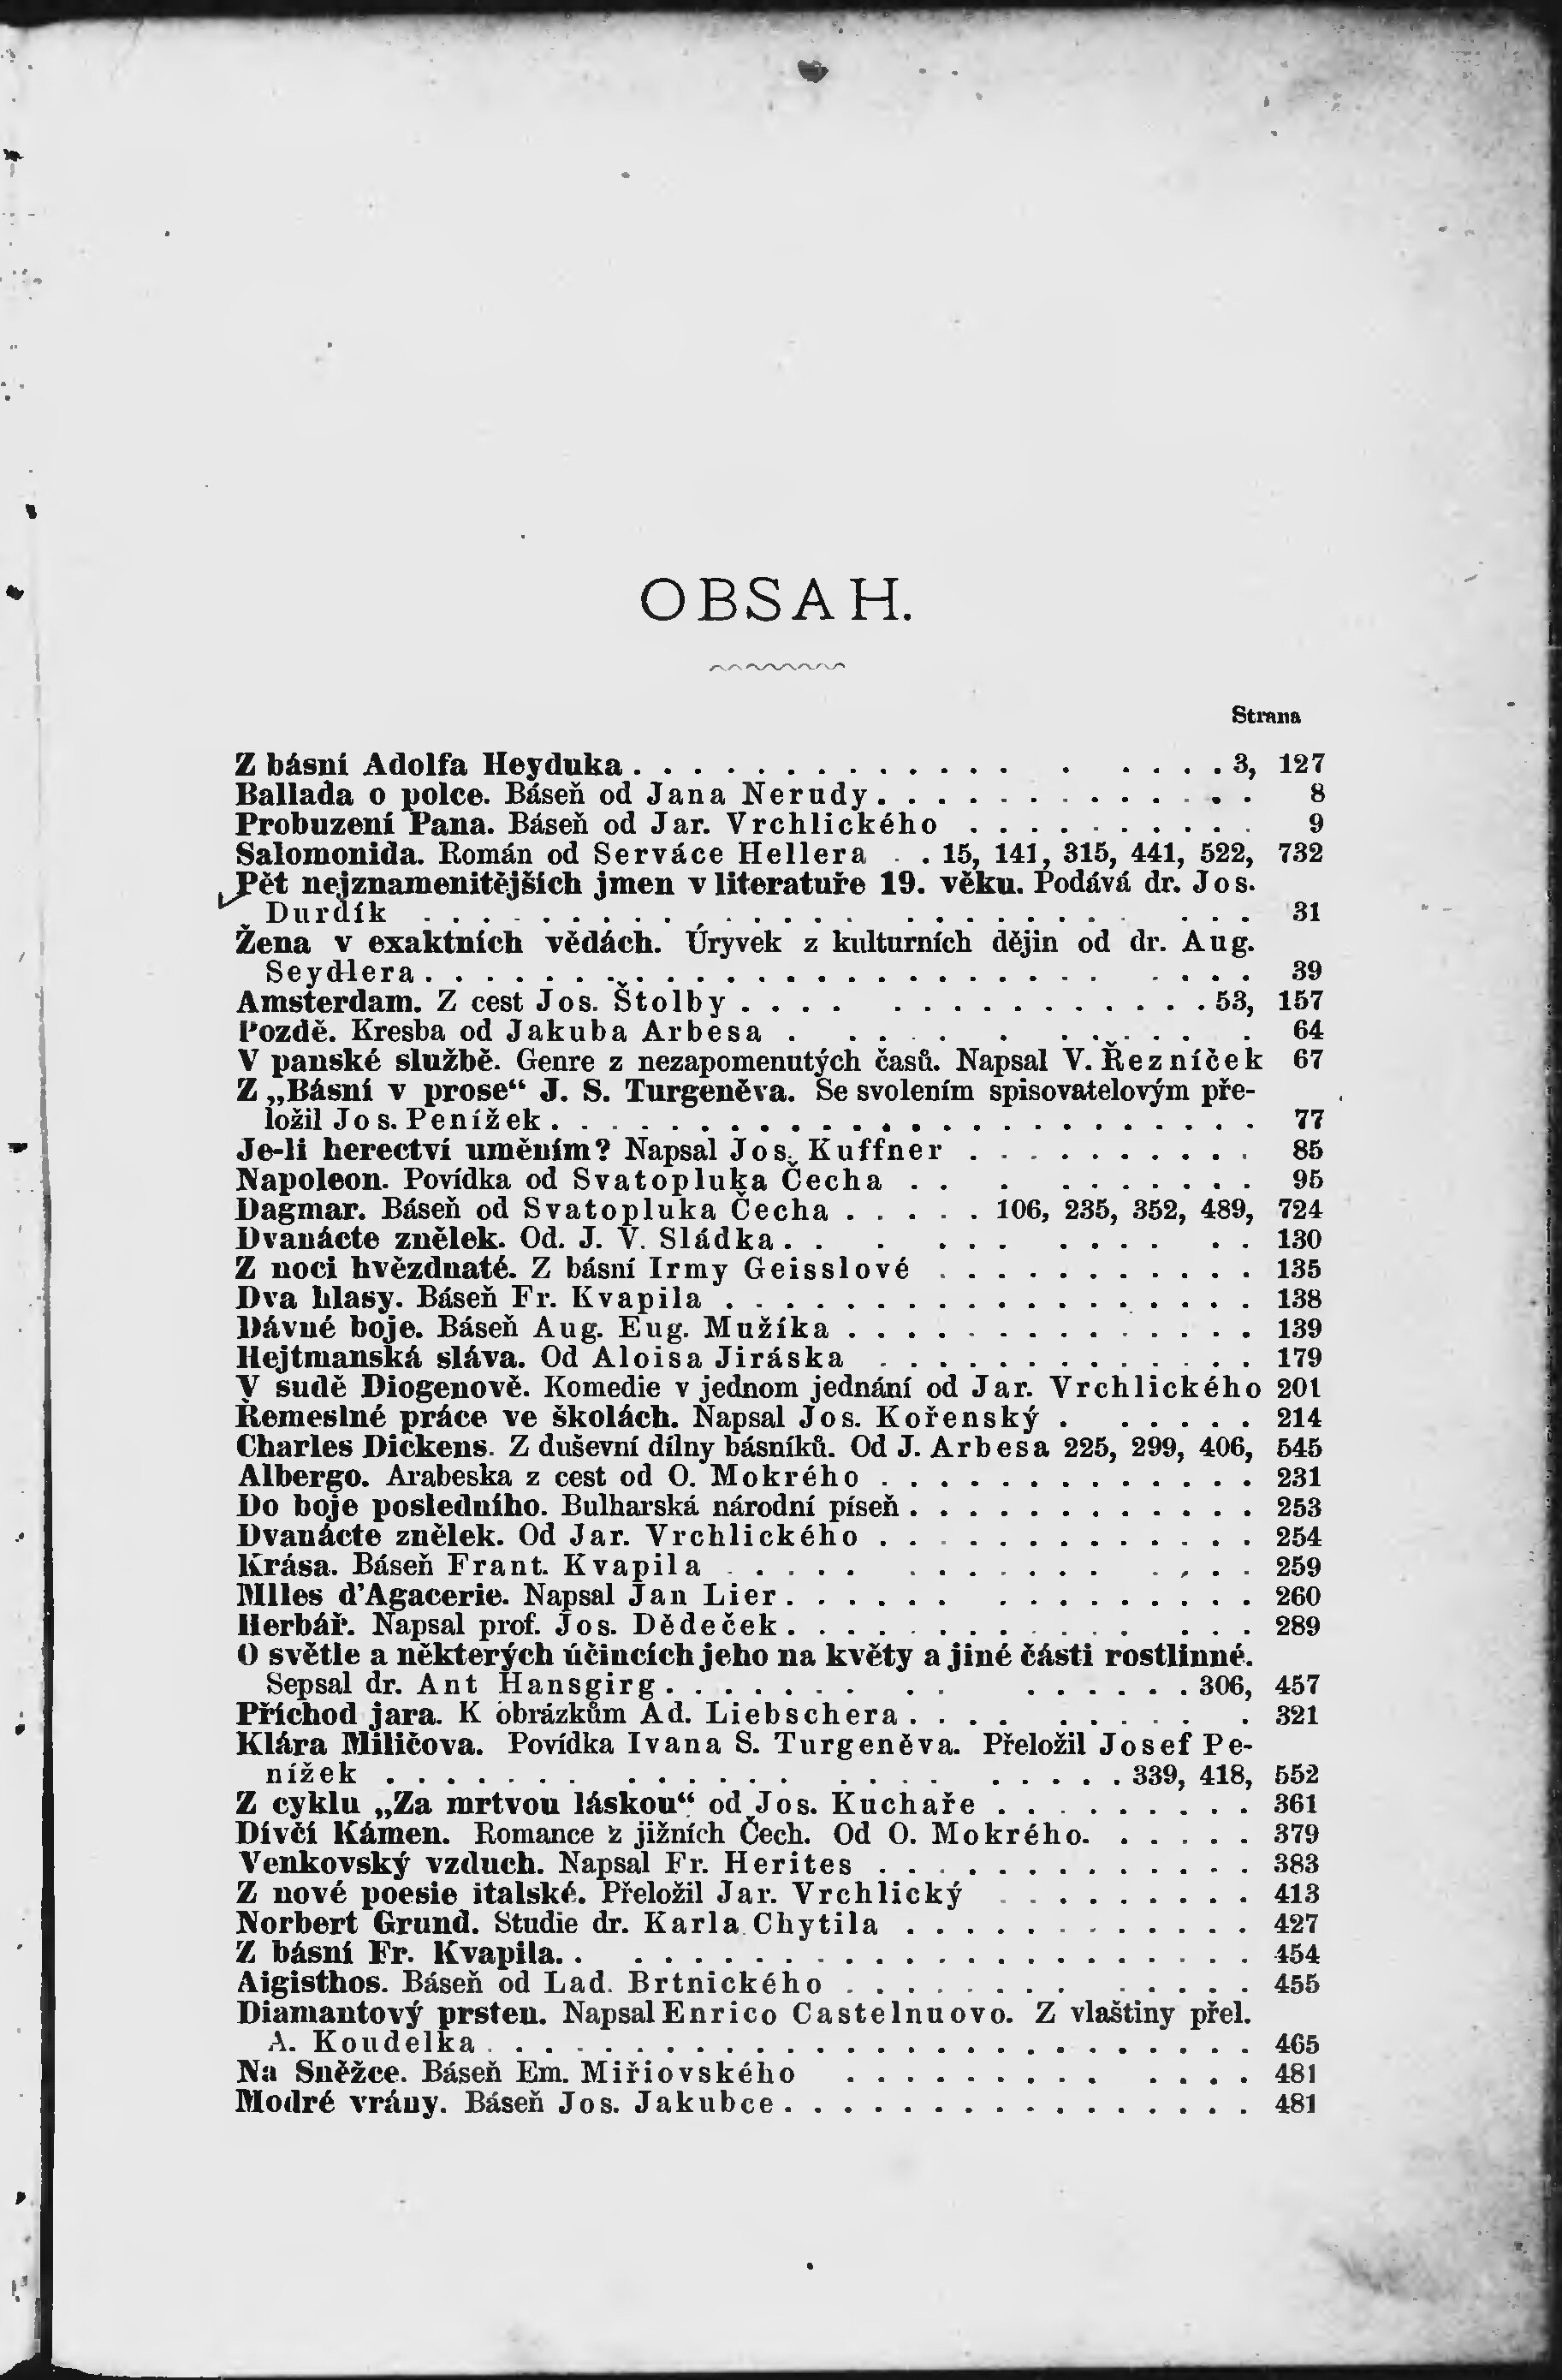 OBSAH.
Strana
Z básní Adolfa Heyduka . . . . . . . . . . . . . . . . . . 3, 127
Ballada o polce. Báseň od Jana Nerudy . . . . . . . . . . . . . 8
Probuzení Pana. Báseň od Jar. Vrchlického . . . . . . . . . . 9
Salomonida. Román od Serváce Hellera . . 15, 141, 315, 441, 522, 732
Pět nejznamenitějších jmen v literatuře 19. věku. Podává dr. Jos.
Durdík . . . . . . . . . . . . . . . . . . . . . . . . . . 31
Žena v exaktních vědách. Úryvek z kulturních dějin od dr. Aug.
Seydlera . . . . . . . . . . . . . . . . . . . . . . . . . . 39
Amsterdam. Z cest Jos. Štolby . . . . . . . . . . . . . . . 53, 157
Pozdě. Kresba od Jakuba Arbesa . . . . . . . . . . . . . 64
V panské službě. Genre z nezapomenutých časů. Napsal V. Řezníček 67
Z „Básní v prose“ J. S. Turgeněva. Se svolením spisovatelovým pře-
ložil Jos. Penížek . . . . . . . . . . . . . . . . . . . . . . . . 77
Je-li herectví uměním? Napsal Jos. Kuffner . . . . . . . . . . 85
Napoleon. Povídka od Svatopluka Čecha . . . . . . . . . . 95
Dagmar. Báseň od Svatopluka Čecha . . . . . 106, 235, 352, 489, 724
Dvanácte znělek. Od. J. V. Sládka . . . . . . . . . . . . 130
Z noci hvězdnaté. Z básní Irmy Geisslové . . . . . . . . . . . 135
Dva hlasy. Báseň Fr. Kvapila . . . . . . . . . . . . . . . . . . 138
Dávné boje. Báseň Aug. Eug. Mužíka . . . . . . . . . . . . . . 139
Hejtmanská sláva. Od Aloisa Jiráska . . . . . . . . . . . . . 179
V sudě Diogenově. Komedie v jednom jednání od Jar. Vrchlického 201
Řemeslné práce ve školách. Napsal Jos. Kořenský . . . . . . 214
Charles Dickens. Z duševní dílny básníků. Od J. Arbesa 225, 299, 406, 545
Albergo. Arabeska z cest od O. Mokrého . . . . . . . . . . . . . 231
Do boje posledního. Bulharská národní píseň . . . . . . . . . . . . 253
Dvanácte znělek. Od Jar. Vrchlického . . . . . . . . . . . . . 254
Krása. Báseň Frant. Kvapila . . . . . . . . . . . . . . . . 259
Mlles d’Agacerie. Napsal Jan Lier . . . . . . . . . . . . . . . 260
Herbář. Napsal prof. Jos. Dědeček . . . . . . . . . . . . . . . 289
O světle a některých účincích jeho na květy a jiné části rostlinné.
Sepsal dr. Ant Hansgirg . . . . . . . . . . . . . . . 306, 457
Příchod jara. K obrázkům Ad. Liebschera . . . . . . . . . . 321
Klára Miličova. Povídka Ivana S. Turgeněva. Přeložil Josef Pe-
nížek . . . . . . . . . . . . . . . . . . . . . . 339, 418, 552
Z cyklu „Za mrtvou láskou“ od Jos. Kuchaře . . . . . . . . . 361
Dívčí Kámen. Romance z jižních Čech. Od O. Mokrého. . . . . . 379
Venkovský vzduch. Napsal Fr. Herites . . . . . . . . . . . . . 383
Z nové poesie italské. Přeložil Jar. Vrchlický . . . . . . . . . 413
Norbert Grund. Studie dr. Karla Chytila . . . . . . . . . . . . 427
Z básní Fr. Kvapila. . . . . . . . . . . . . . . . . . . . . . . 454
Aigisthos. Báseň od Lad. Brtnického . . . . . . . . . . . . . 455
Diamantový prsten. Napsal Enrico Castelnuovo. Z vlaštiny přel.
A. Koudelka . . . . . . . . . . . . . . . . . . . . . . . . . . 465
Na Sněžce. Báseň Em. Miřiovského . . . . . . . . . . . . . 481
Modré vrány. Báseň Jos. Jakubce . . . . . . . . . . . . . . . . 481